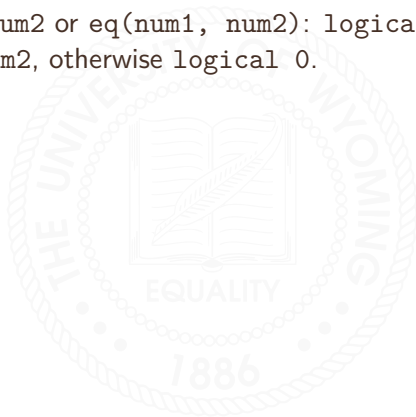 um2 or eq(num1, num2): logica
m2, otherwise logical 0.
THE UNIVERSITY OF WYOMING
EQUALITY
1886